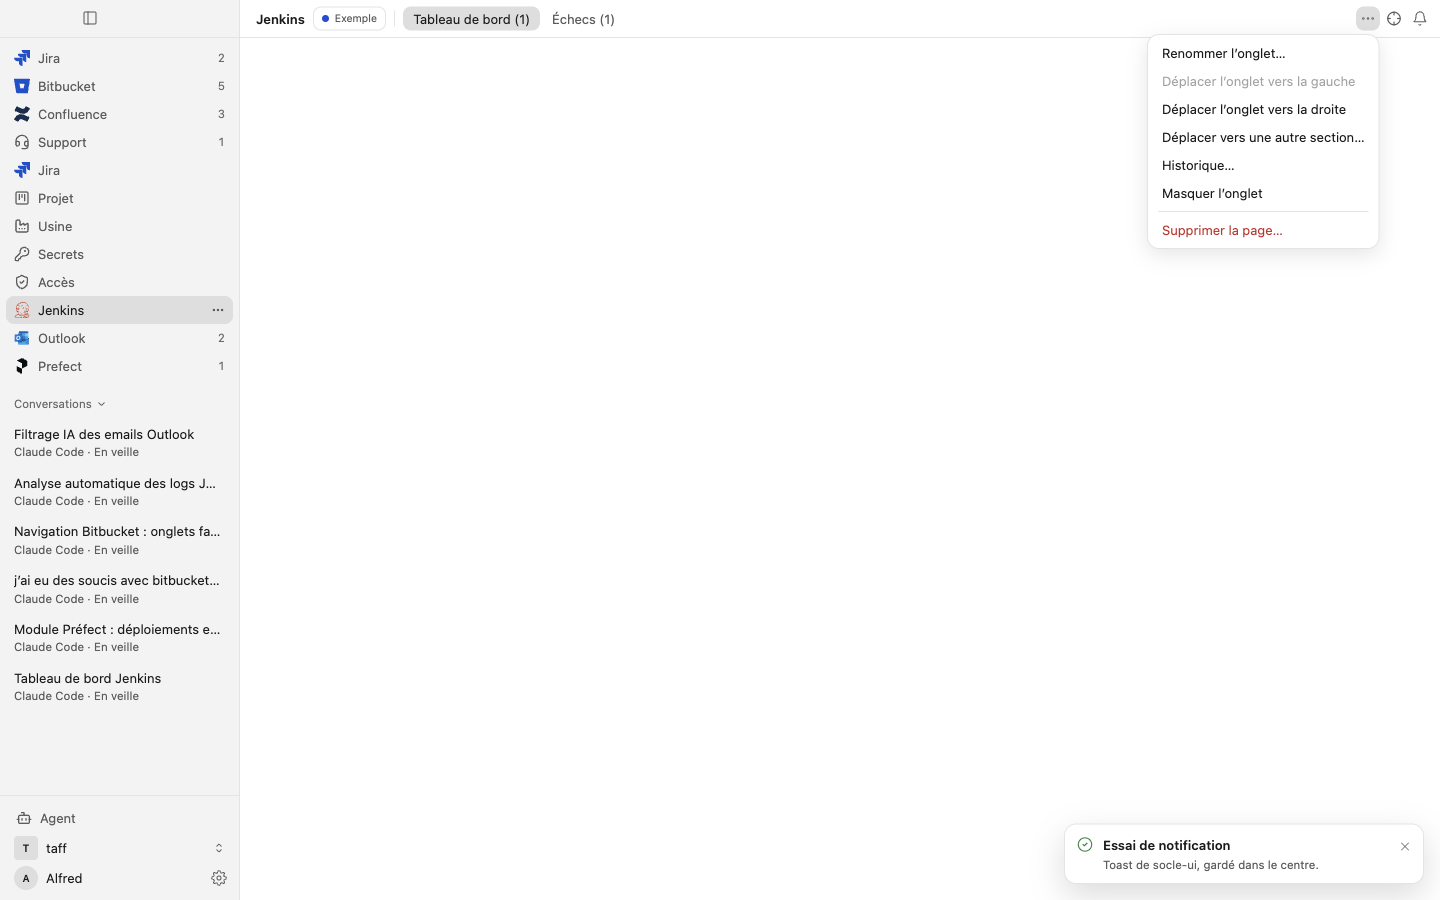 Jira 2
Bitbucket 5
Confluence 3
Support 1
Jira
Projet
Usine
Secrets
Accès
Jenkins ···
Outlook 2
Prefect 1
Conversations
Filtrage IA des emails Outlook
Claude Code · En veille
Analyse automatique des logs J…
Claude Code · En veille
Navigation Bitbucket : onglets fa…
Claude Code · En veille
j’ai eu des soucis avec bitbucket…
Claude Code · En veille
Module Préfect : déploiements e…
Claude Code · En veille
Tableau de bord Jenkins
Claude Code · En veille
Agent
T taff
A Alfred
Jenkins Exemple Tableau de bord (1) Échecs (1)
Renommer l’onglet…
Déplacer l’onglet vers la gauche
Déplacer l’onglet vers la droite
Déplacer vers une autre section…
Historique…
Masquer l’onglet
Supprimer la page…
Essai de notification
Toast de socle-ui, gardé dans le centre.